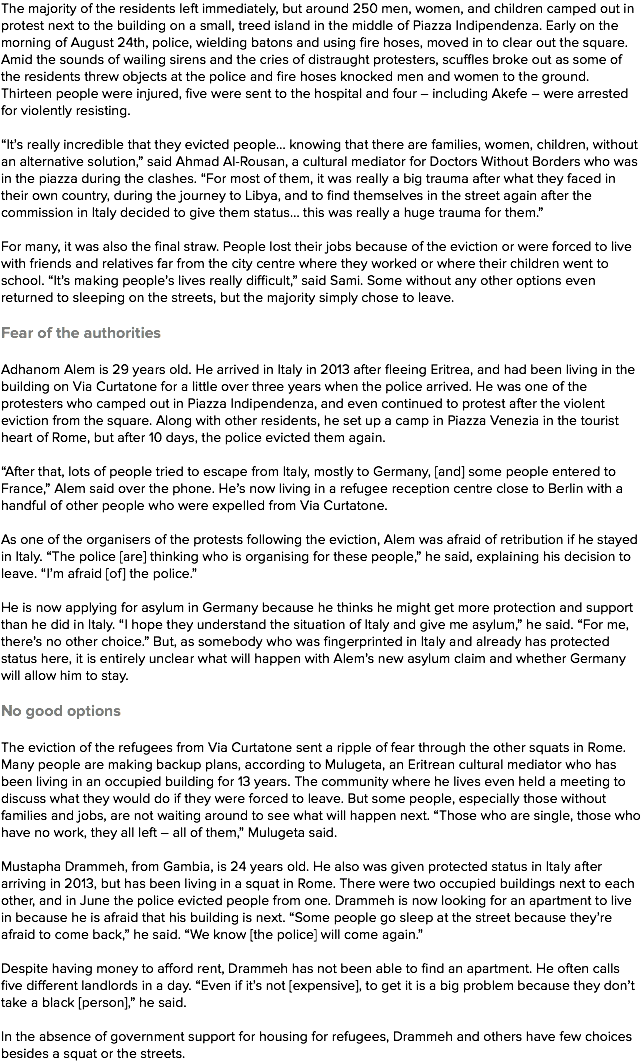 The majority of the residents left immediately, but around 250 men, women, and children camped out in
protest next to the building on a small, treed island in the middle of Piazza Indipendenza. Early on the
morning of August 24th, police, wielding batons and using fire hoses, moved in to clear out the square.
Amid the sounds of wailing sirens and the cries of distraught protesters, scuffles broke out as some of
the residents threw objects at the police and fire hoses knocked men and women to the ground.
Thirteen people were injured, five were sent to the hospital and four – including Akefe – were arrested
for violently resisting.

“It’s really incredible that they evicted people... knowing that there are families, women, children, without
an alternative solution,” said Ahmad Al-Rousan, a cultural mediator for Doctors Without Borders who was
in the piazza during the clashes. “For most of them, it was really a big trauma after what they faced in
their own country, during the journey to Libya, and to find themselves in the street again after the
commission in Italy decided to give them status... this was really a huge trauma for them.”

For many, it was also the final straw. People lost their jobs because of the eviction or were forced to live
with friends and relatives far from the city centre where they worked or where their children went to
school. “It’s making people’s lives really difficult,” said Sami. Some without any other options even
returned to sleeping on the streets, but the majority simply chose to leave.

Fear of the authorities

Adhanom Alem is 29 years old. He arrived in Italy in 2013 after fleeing Eritrea, and had been living in the
building on Via Curtatone for a little over three years when the police arrived. He was one of the
protesters who camped out in Piazza Indipendenza, and even continued to protest after the violent
eviction from the square. Along with other residents, he set up a camp in Piazza Venezia in the tourist
heart of Rome, but after 10 days, the police evicted them again.

“After that, lots of people tried to escape from Italy, mostly to Germany, [and] some people entered to
France,” Alem said over the phone. He’s now living in a refugee reception centre close to Berlin with a
handful of other people who were expelled from Via Curtatone.

As one of the organisers of the protests following the eviction, Alem was afraid of retribution if he stayed
in Italy. “The police [are] thinking who is organising for these people,” he said, explaining his decision to
leave. “I’m afraid [of] the police.”

He is now applying for asylum in Germany because he thinks he might get more protection and support
than he did in Italy. “I hope they understand the situation of Italy and give me asylum,” he said. “For me,
there’s no other choice.” But, as somebody who was fingerprinted in Italy and already has protected
status here, it is entirely unclear what will happen with Alem’s new asylum claim and whether Germany
will allow him to stay.

No good options

The eviction of the refugees from Via Curtatone sent a ripple of fear through the other squats in Rome.
Many people are making backup plans, according to Mulugeta, an Eritrean cultural mediator who has
been living in an occupied building for 13 years. The community where he lives even held a meeting to
discuss what they would do if they were forced to leave. But some people, especially those without
families and jobs, are not waiting around to see what will happen next. “Those who are single, those who
have no work, they all left – all of them,” Mulugeta said.

Mustapha Drammeh, from Gambia, is 24 years old. He also was given protected status in Italy after
arriving in 2013, but has been living in a squat in Rome. There were two occupied buildings next to each
other, and in June the police evicted people from one. Drammeh is now looking for an apartment to live
in because he is afraid that his building is next. “Some people go sleep at the street because they’re
afraid to come back,” he said. “We know [the police] will come again.”

Despite having money to afford rent, Drammeh has not been able to find an apartment. He often calls
five different landlords in a day. “Even if it’s not [expensive], to get it is a big problem because they don’t
take a black [person],” he said.

In the absence of government support for housing for refugees, Drammeh and others have few choices
besides a squat or the streets.